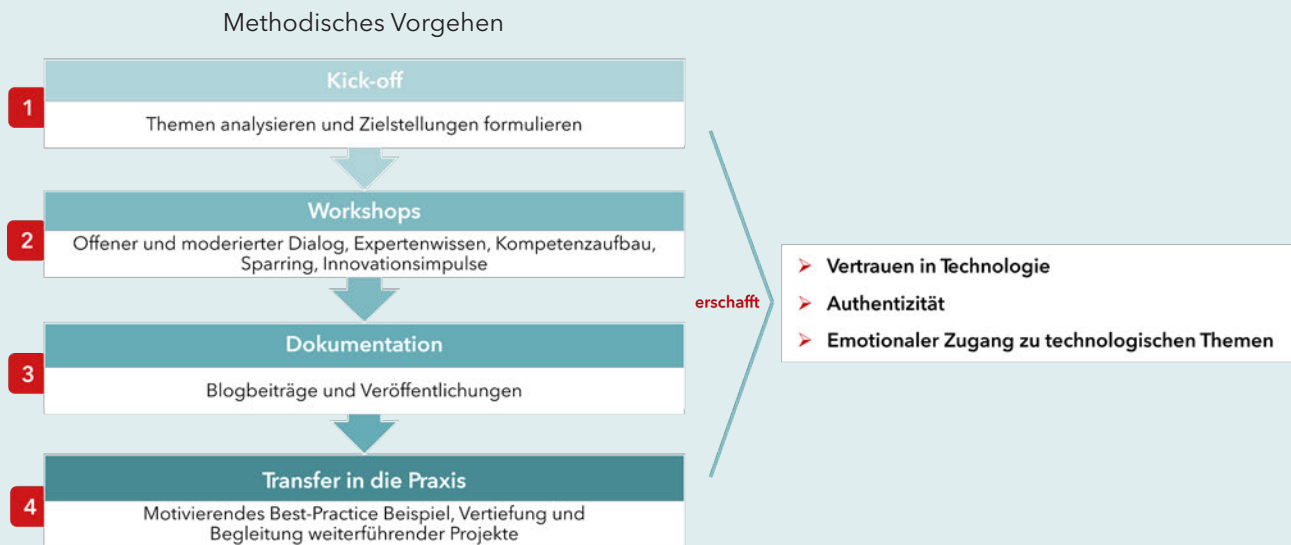 Methodisches Vorgehen
1
Kick-off
Themen analysieren und Zielstellungen formulieren
2
Workshops
Offener und moderierter Dialog, Expertenwissen, Kompetenzaufbau,
Sparring, Innovationsimpulse
3
Dokumentation
Blogbeiträge und Veröffentlichungen
4
Transfer in die Praxis
Motivierendes Best-Practice Beispiel, Vertiefung und
Begleitung weiterführender Projekte
erschafft
➢ Vertrauen in Technologie
➢ Authentizität
➢ Emotionaler Zugang zu technologischen Themen